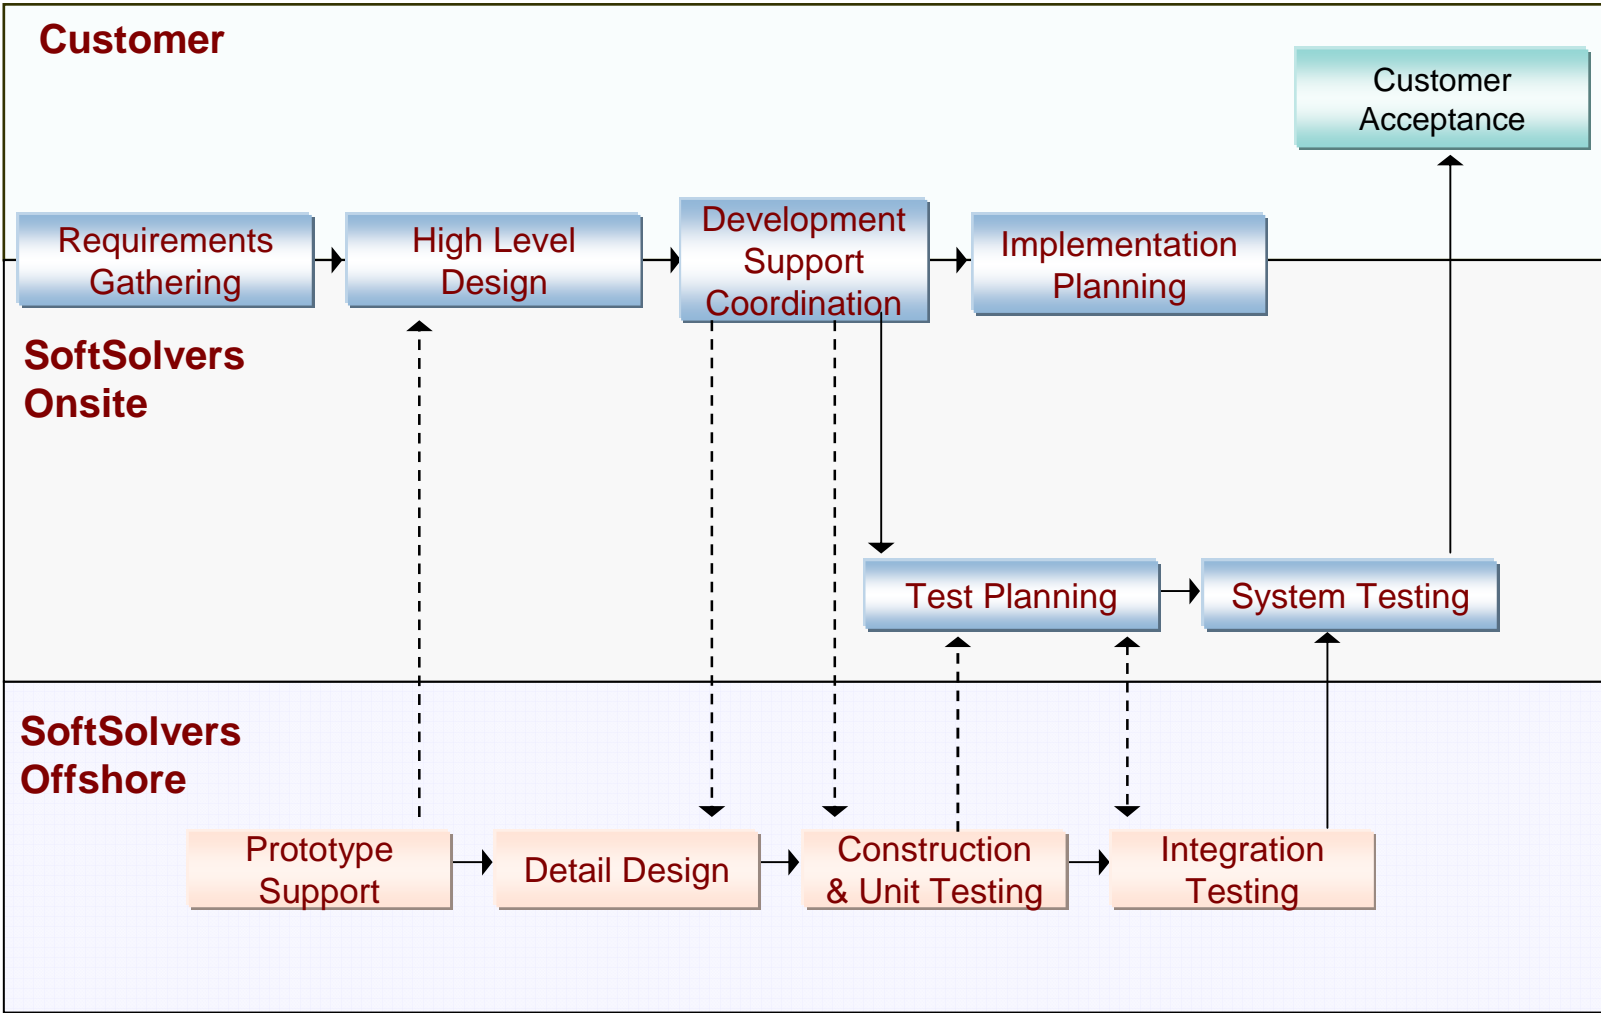 Customer
Customer
Acceptance
Requirements
Gathering
High Level
Design
Development
Support
Coordination
Implementation
Planning
SoftSolvers
Onsite
Test Planning
System Testing
SoftSolvers
Offshore
Prototype
Support
Detail Design
Construction
& Unit Testing
Integration
Testing